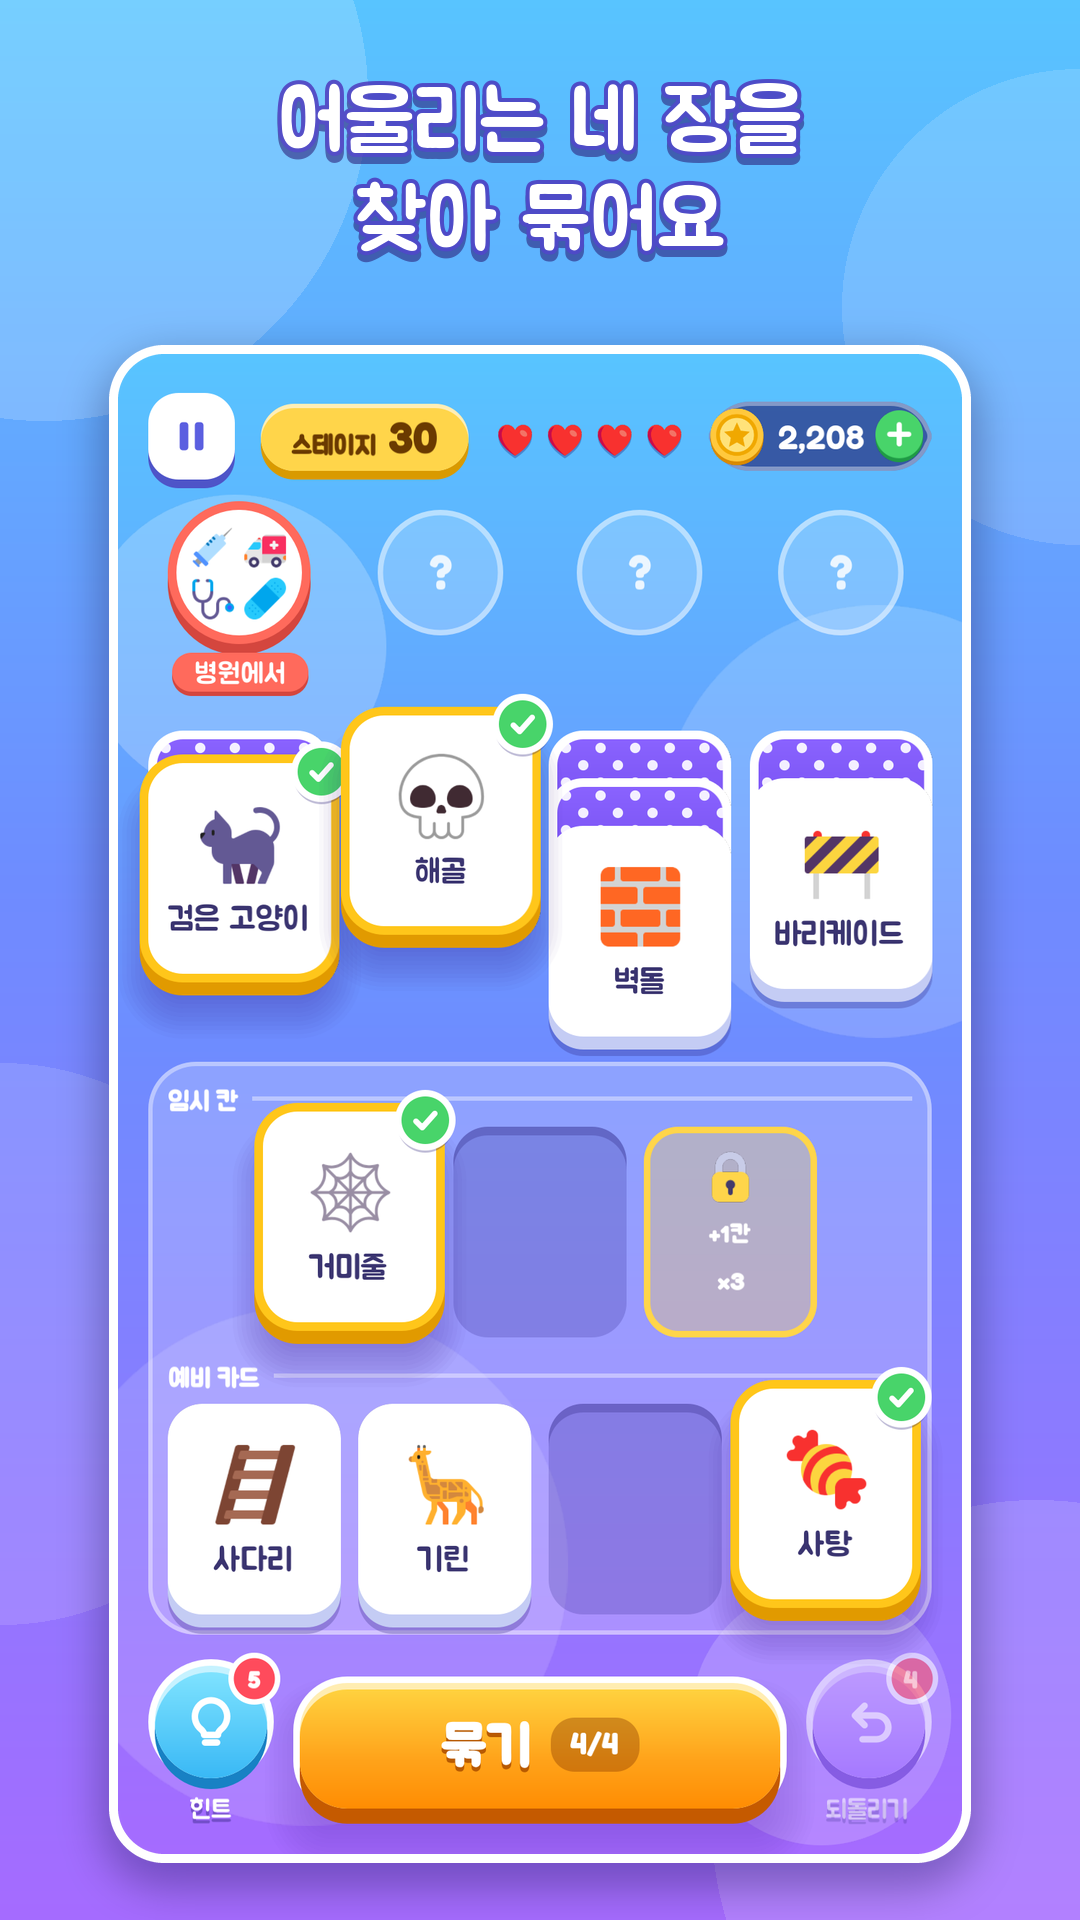 어울리는 네 장을
찾아 묶어요
스테이지 30
2,208
+
? ? ?
병원에서
검은 고양이
해골
벽돌
바리케이드
임시 칸
거미줄
+1칸
×3
예비 카드
사다리
기린
사탕
5
힌트
묶기 4/4
4
되돌리기